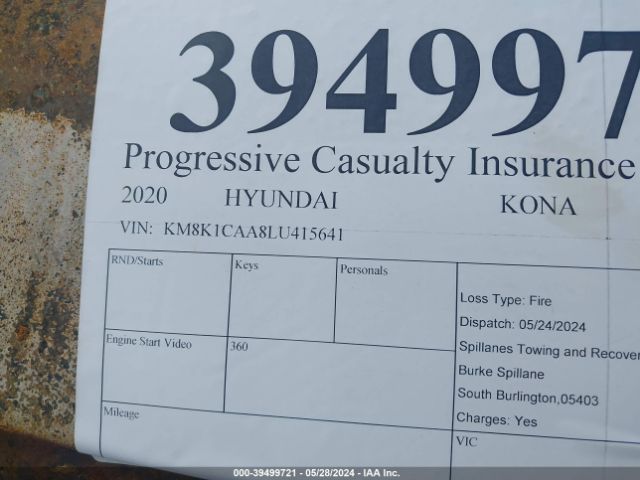 394997
Progressive Casualty Insurance
2020 HYUNDAI KONA
VIN: KM8K1CAA8LU415641
RND/Starts Keys Personals
Loss Type: Fire
Dispatch: 05/24/2024
Engine Start Video 360
Spillanes Towing and Recover
Burke Spillane
South Burlington,05403
Charges: Yes
Mileage
VIC
000-39499721 - 05/28/2024 - IAA Inc.